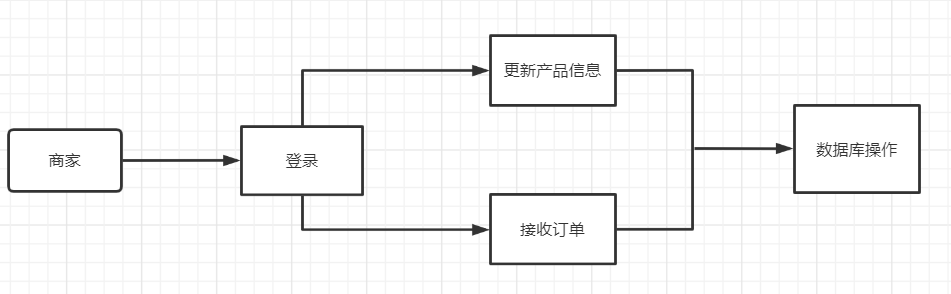 商家
登录
更新产品信息
接收订单
数据库操作